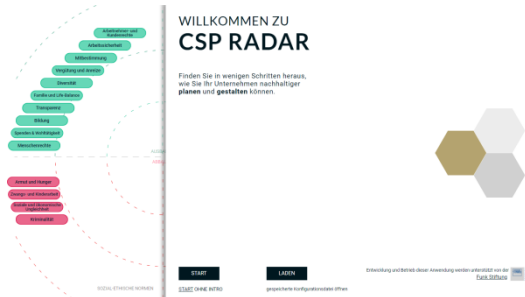 Arbeitnehmer- und
Kundenrechte
Arbeitssicherheit
Mitbestimmung
Vergütung und Anreize
Diversität
Familie und Life-Balance
Transparenz
Bildung
Spenden & Wohltätigkeit
Menschenrechte
Armut und Hunger
Zwangs- und Kinderarbeit
Soziale und ökonomische
Ungleichheit
Kriminalität
SOZIAL-ETHISCHE NORMEN
WILLKOMMEN ZU
CSP RADAR
Finden Sie in wenigen Schritten heraus,
wie Sie Ihr Unternehmen nachhaltiger
planen und gestalten können.
START
LADEN
START OHNE INTRO
gespeicherte Konfigurationsdatei öffnen
Entwicklung und Betrieb dieser Anwendung werden unterstützt von der
Funk Stiftung